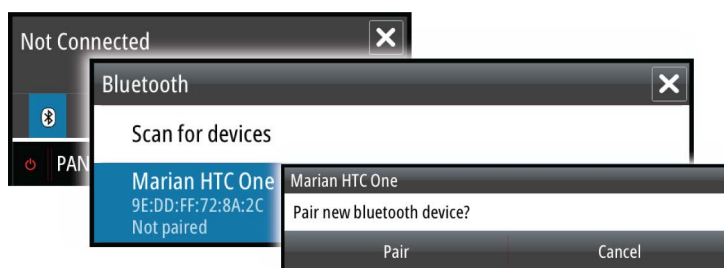 Not Connected
PAN
Bluetooth
Scan for devices
Marian HTC One
9E:DD:FF:72:8A:2C
Not paired
Marian HTC One
Pair new bluetooth device?
Pair Cancel